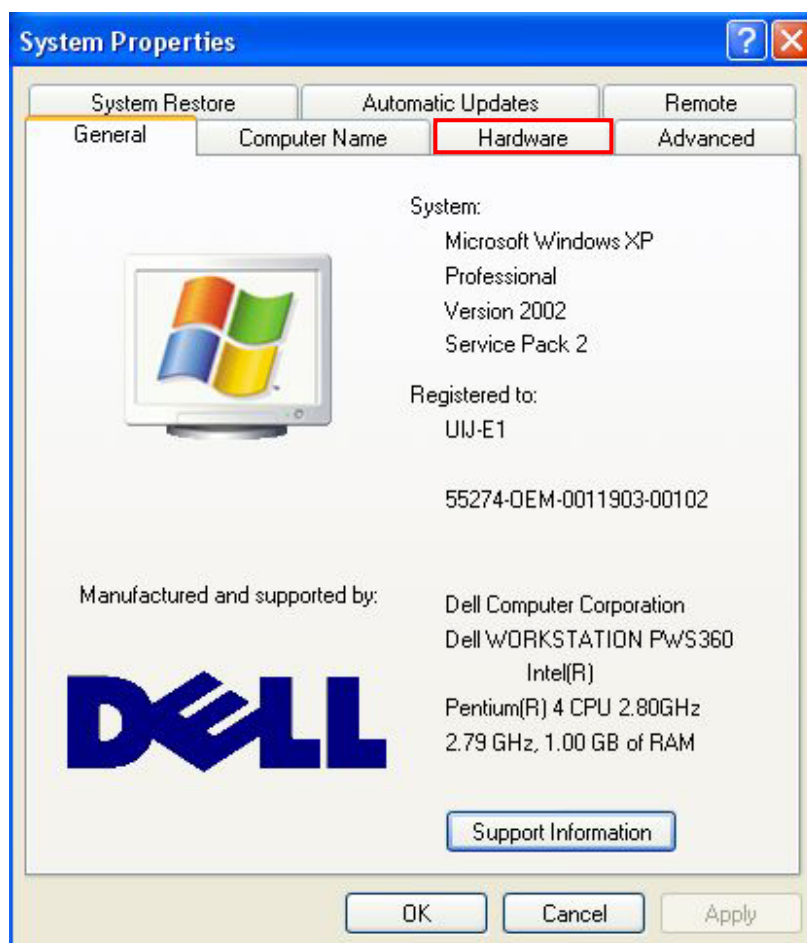 System Properties
System Restore Automatic Updates Remote
General Computer Name Hardware Advanced
System:
Microsoft Windows XP
Professional
Version 2002
Service Pack 2
Registered to:
UIJ-E1
55274-OEM-0011903-00102
Manufactured and supported by:
Dell Computer Corporation
Dell WORKSTATION PWS360
Intel(R)
Pentium(R) 4 CPU 2.80GHz
2.79 GHz, 1.00 GB of RAM
DELL
Support Information
OK Cancel Apply